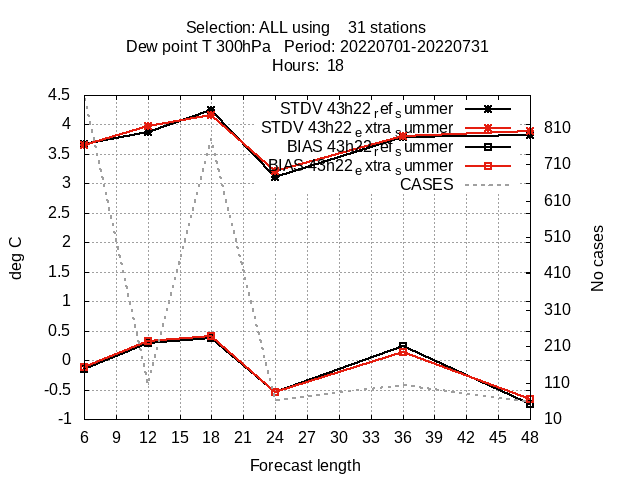 Selection: ALL using    31 stations
Dew point T 300hPa   Period: 20220701-20220731
Hours: 18
4.5
4
3.5
3
2.5
2
1.5
1
0.5
0
-0.5
-1
deg C
STDV 43h22_ref_summer
STDV 43h22_extra_summer
BIAS 43h22_ref_summer
BIAS 43h22_extra_summer
CASES
810
710
610
510
410
310
210
110
10
No cases
6 9 12 15 18 21 24 27 30 33 36 39 42 45 48
Forecast length